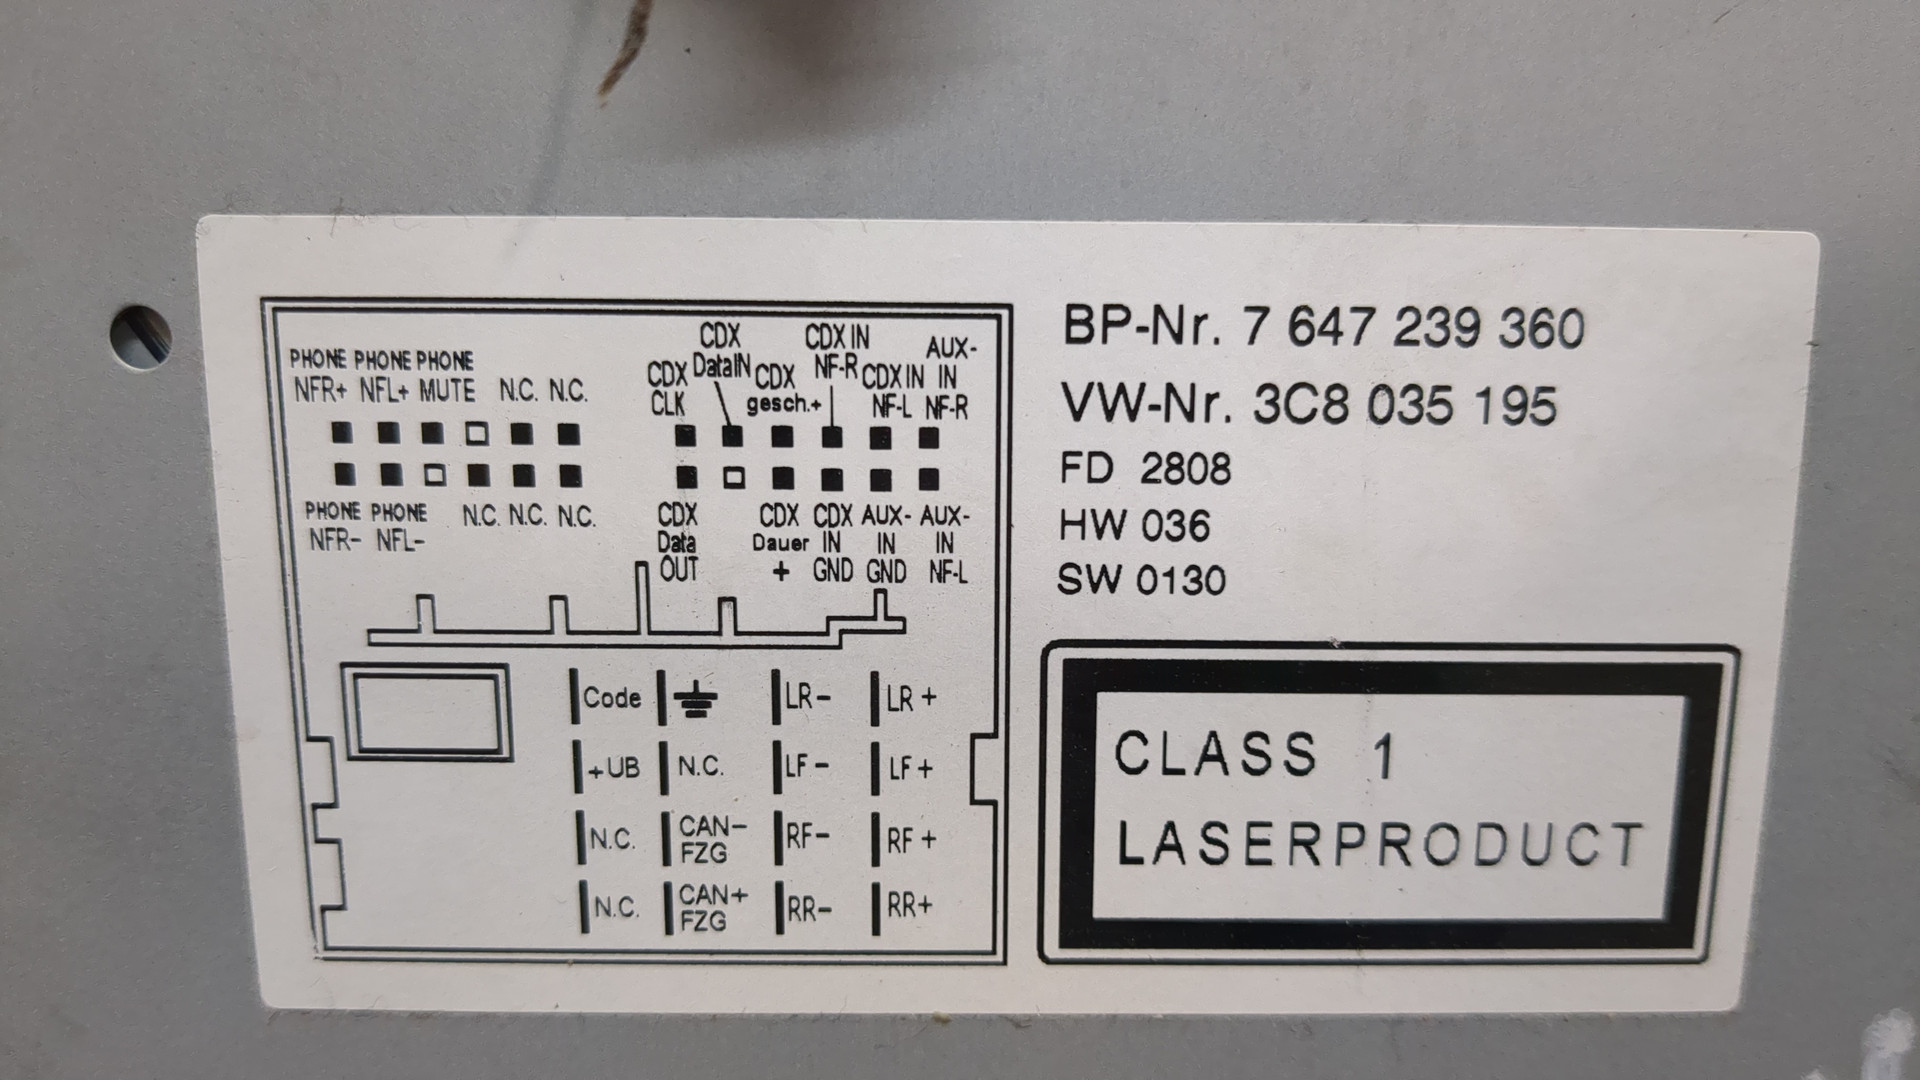 CDX CDX IN AUX-
PHONE PHONE PHONE CDX DataIN CDX NF-R CDX IN IN
NFR+ NFL+ MUTE N.C. N.C. CLK gesch.+ NF-L NF-R
PHONE PHONE N.C. N.C. N.C. CDX CDX CDX AUX- AUX-
NFR- NFL- Data Dauer IN IN IN
OUT + GND GND NF-L
Code LR- LR+
+UB N.C. LF- LF+
N.C. CAN- FZG RF- RF+
N.C. CAN+ FZG RR- RR+
BP-Nr. 7 647 239 360
VW-Nr. 3C8 035 195
FD 2808
HW 036
SW 0130
CLASS 1
LASERPRODUCT